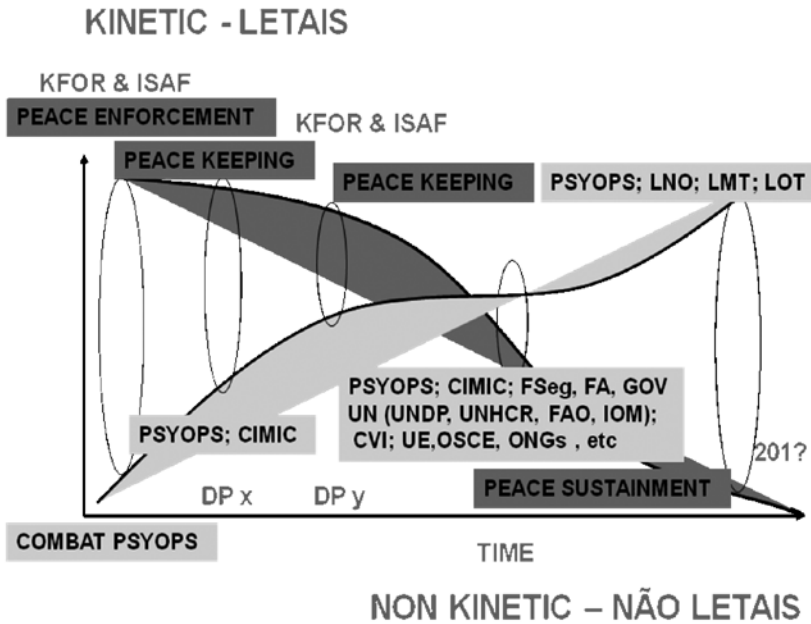 KINETIC - LETAIS
KFOR & ISAF
PEACE ENFORCEMENT
KFOR & ISAF
PEACE KEEPING
PEACE KEEPING
PSYOPS; LNO; LMT; LOT
PSYOPS; CIMIC; FSeg, FA, GOV
UN (UNDP, UNHCR, FAO, IOM);
CVI; UE,OSCE, ONGs , etc
PSYOPS; CIMIC
201?
PEACE SUSTAINMENT
DP x
DP y
COMBAT PSYOPS
TIME
NON KINETIC – NÃO LETAIS